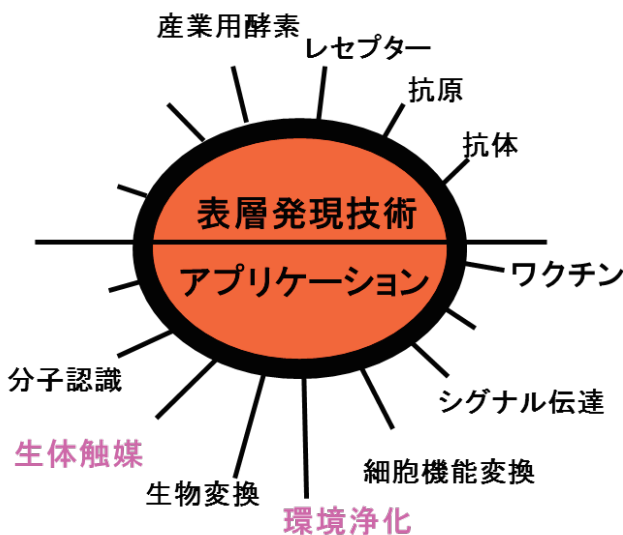 産業用酵素
レセプター
抗原
抗体
表層発現技術
アプリケーション
ワクチン
分子認識
シグナル伝達
生体触媒
細胞機能変換
生物変換
環境浄化